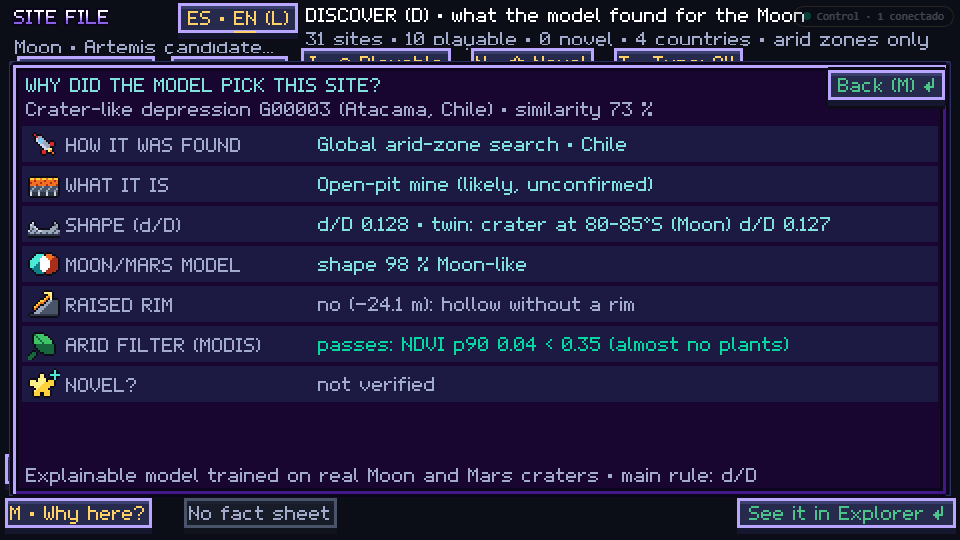 SITE FILE
ES • EN (L)
DISCOVER (D) • what the model found for the Moon
Control • 1 conectado
Moon • Artemis candidate...
31 sites • 10 playable • 0 novel • 4 countries • arid zones only
WHY DID THE MODEL PICK THIS SITE?
Back (M) ↲
Crater-like depression G00003 (Atacama, Chile) • similarity 73 %
HOW IT WAS FOUND Global arid-zone search • Chile
WHAT IT IS Open-pit mine (likely, unconfirmed)
SHAPE (d/D) d/D 0.128 • twin: crater at 80-85°S (Moon) d/D 0.127
MOON/MARS MODEL shape 98 % Moon-like
RAISED RIM no (-24.1 m): hollow without a rim
ARID FILTER (MODIS) passes: NDVI p90 0.04 < 0.35 (almost no plants)
NOVEL? not verified
Explainable model trained on real Moon and Mars craters • main rule: d/D
M • Why here?
No fact sheet
See it in Explorer ↲